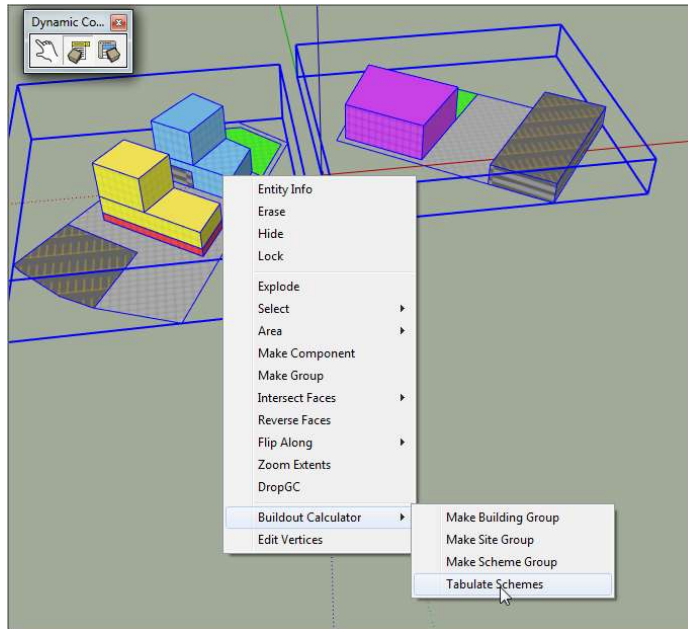 Dynamic Co...
Entity Info
Erase
Hide
Lock
Explode
Select
Area
Make Component
Make Group
Intersect Faces
Reverse Faces
Flip Along
Zoom Extents
DropGC
Buildout Calculator
Edit Vertices
Make Building Group
Make Site Group
Make Scheme Group
Tabulate Schemes